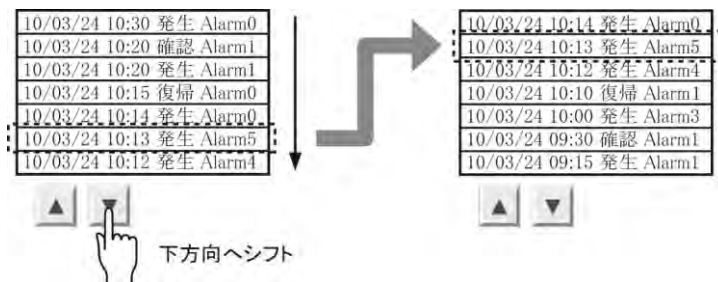 10/03/24 10:30 発生 Alarm0
10/03/24 10:20 確認 Alarm1
10/03/24 10:20 発生 Alarm1
10/03/24 10:15 復帰 Alarm0
10/03/24 10:14 発生 Alarm0
10/03/24 10:13 発生 Alarm5
10/03/24 10:12 発生 Alarm4
▲ ▼
下方向へシフト
10/03/24 10:14 発生 Alarm0
10/03/24 10:13 発生 Alarm5
10/03/24 10:12 発生 Alarm4
10/03/24 10:10 復帰 Alarm1
10/03/24 10:00 発生 Alarm3
10/03/24 09:30 確認 Alarm1
10/03/24 09:15 発生 Alarm1
▲ ▼